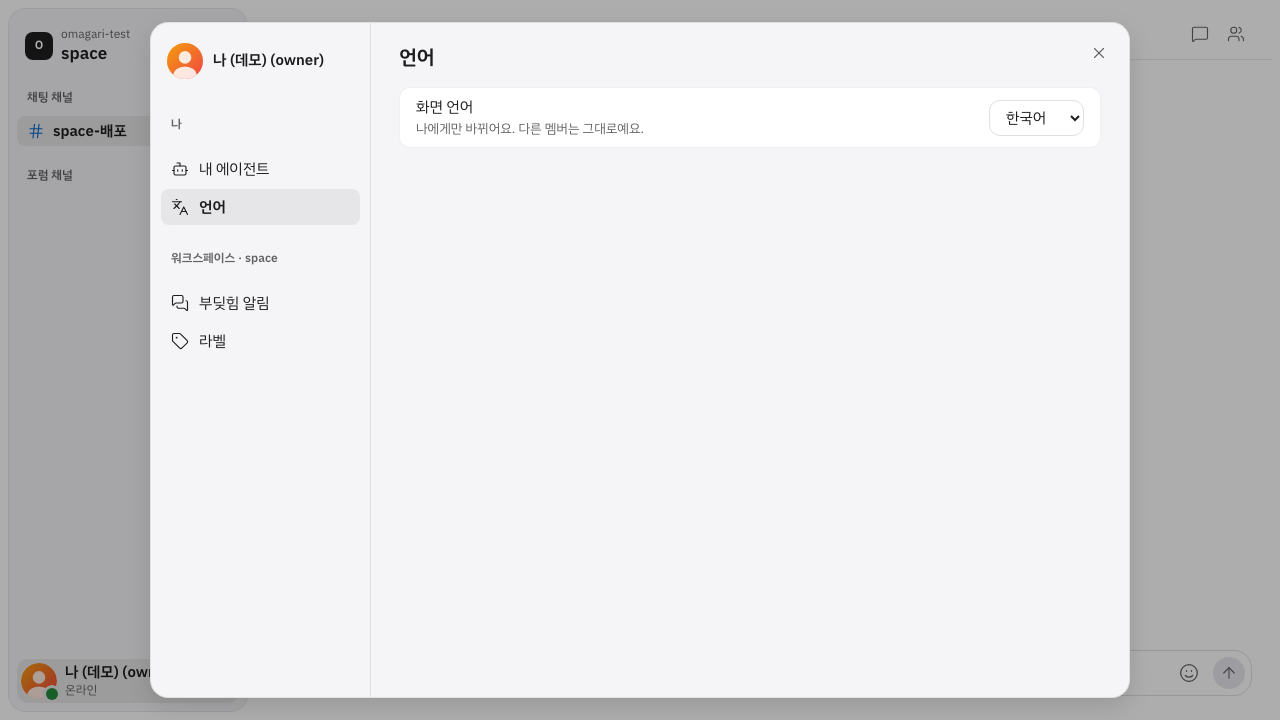 O
omagari-test
space
채팅 채널
space-배포
포럼 채널
나 (데모) (owner)
나
내 에이전트
언어
워크스페이스 · space
부딪힘 알림
라벨
언어
화면 언어
나에게만 바뀌어요. 다른 멤버는 그대로예요.
한국어
나 (데모) (own
온라인